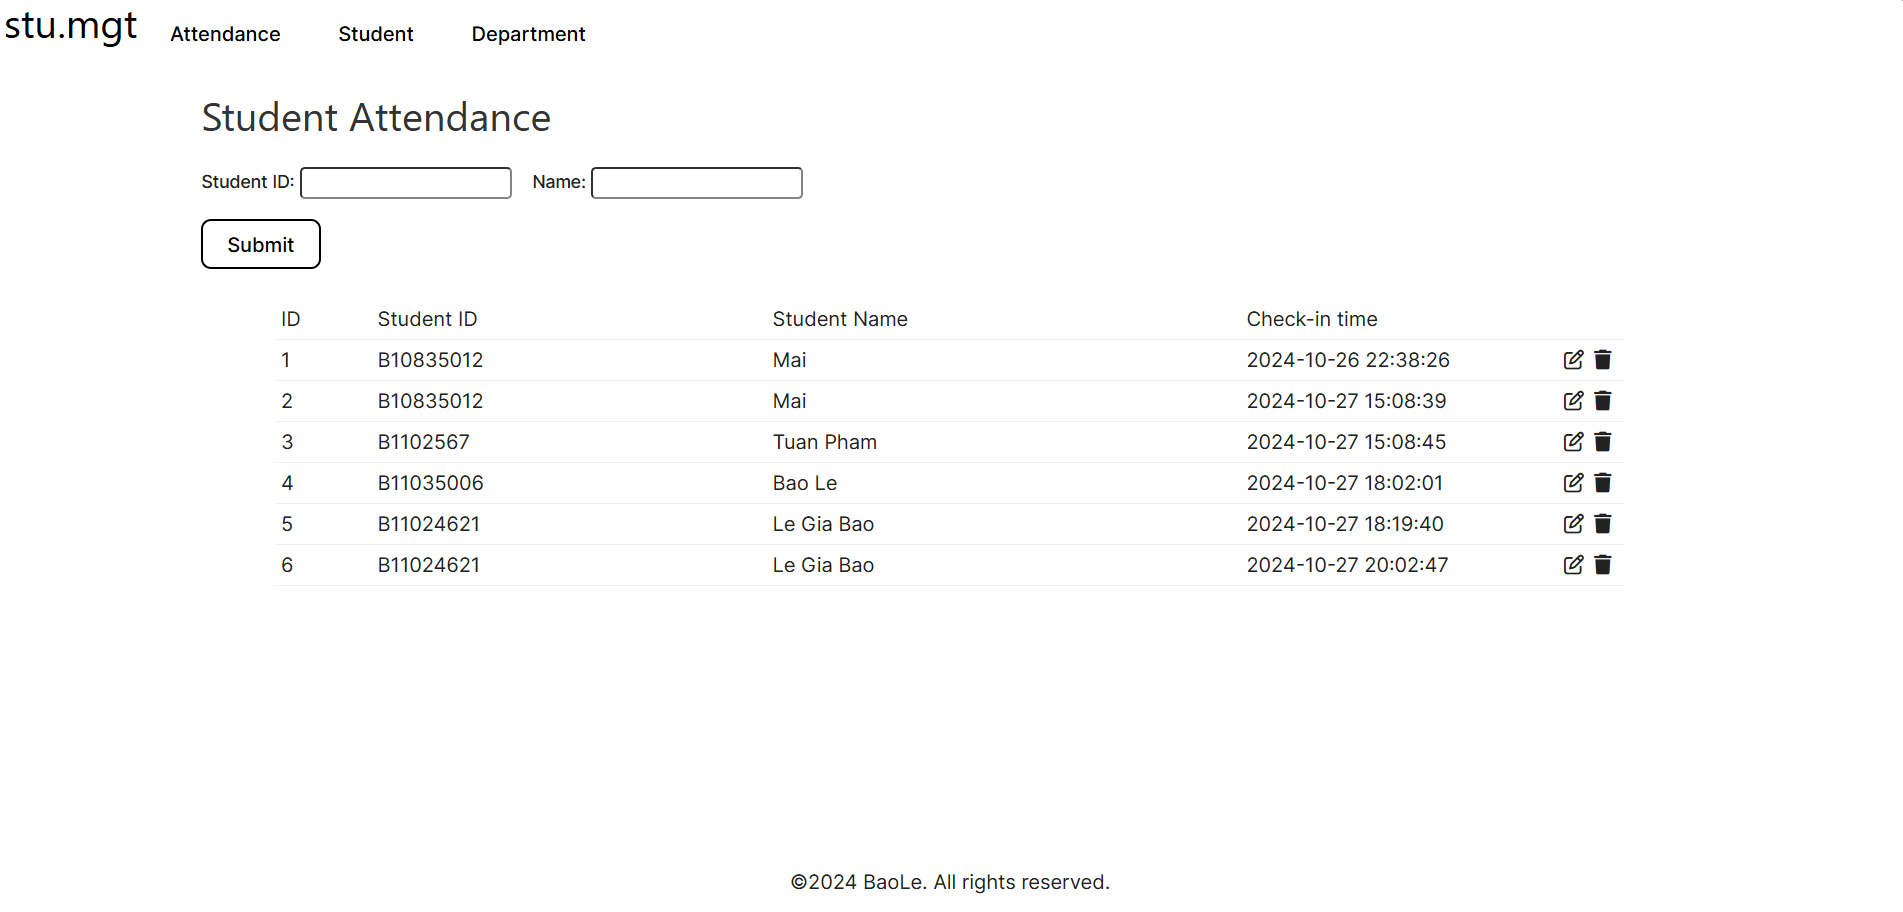 stu.mgt Attendance Student Department
Student Attendance
Student ID: Name:
Submit
ID Student ID Student Name Check-in time
1 B10835012 Mai 2024-10-26 22:38:26
2 B10835012 Mai 2024-10-27 15:08:39
3 B1102567 Tuan Pham 2024-10-27 15:08:45
4 B11035006 Bao Le 2024-10-27 18:02:01
5 B11024621 Le Gia Bao 2024-10-27 18:19:40
6 B11024621 Le Gia Bao 2024-10-27 20:02:47
©2024 BaoLe. All rights reserved.